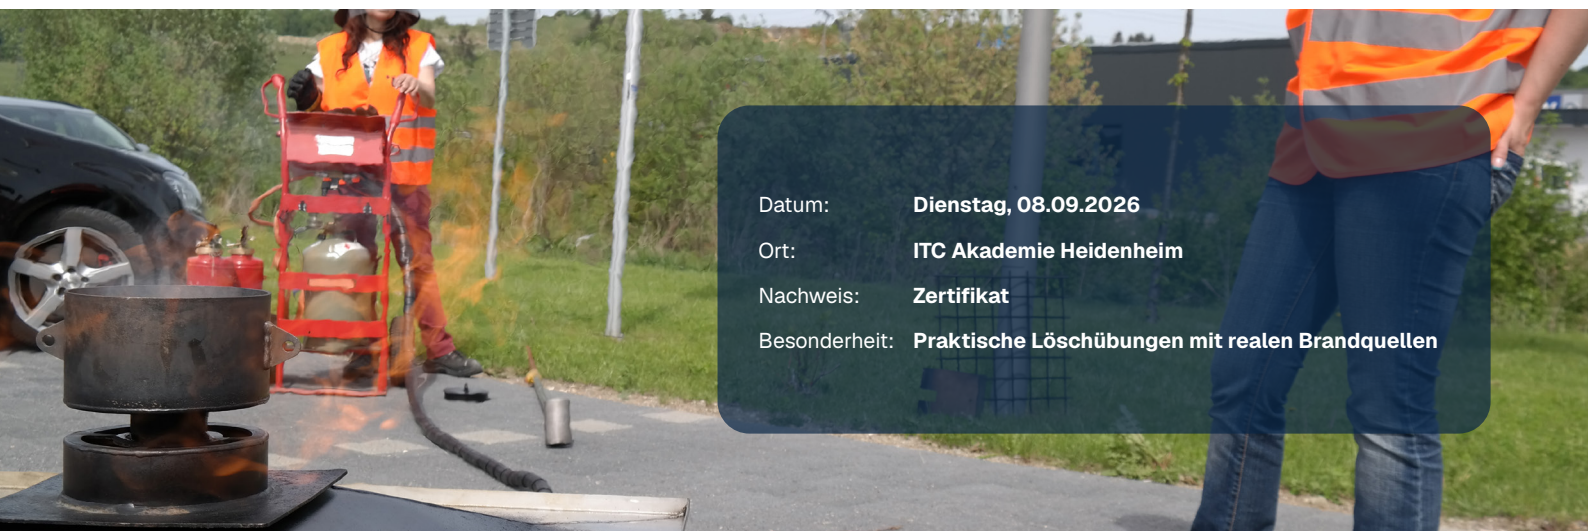 Datum: Dienstag, 08.09.2026
Ort: ITC Akademie Heidenheim
Nachweis: Zertifikat
Besonderheit: Praktische Löschübungen mit realen Brandquellen